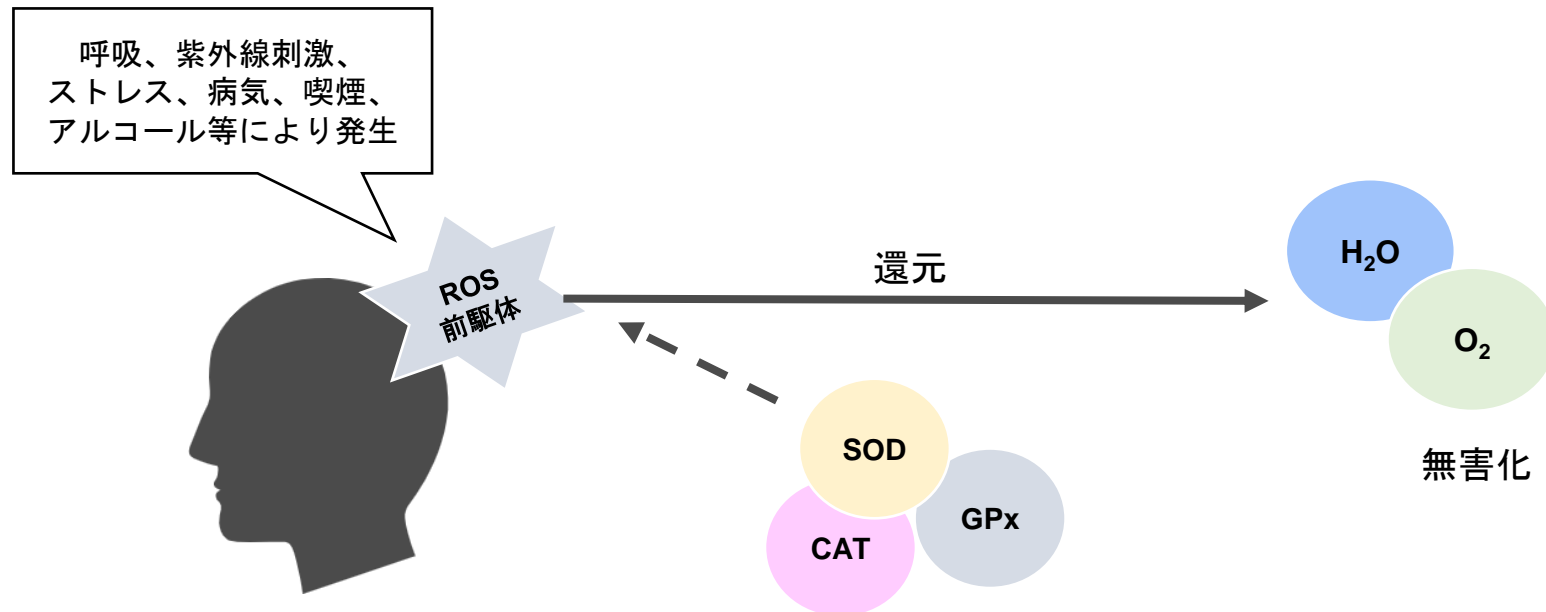 呼吸、紫外線刺激、
ストレス、病気、喫煙、
アルコール等により発生
ROS
前駆体
還元
H₂O
O₂
無害化
SOD
CAT
GPx